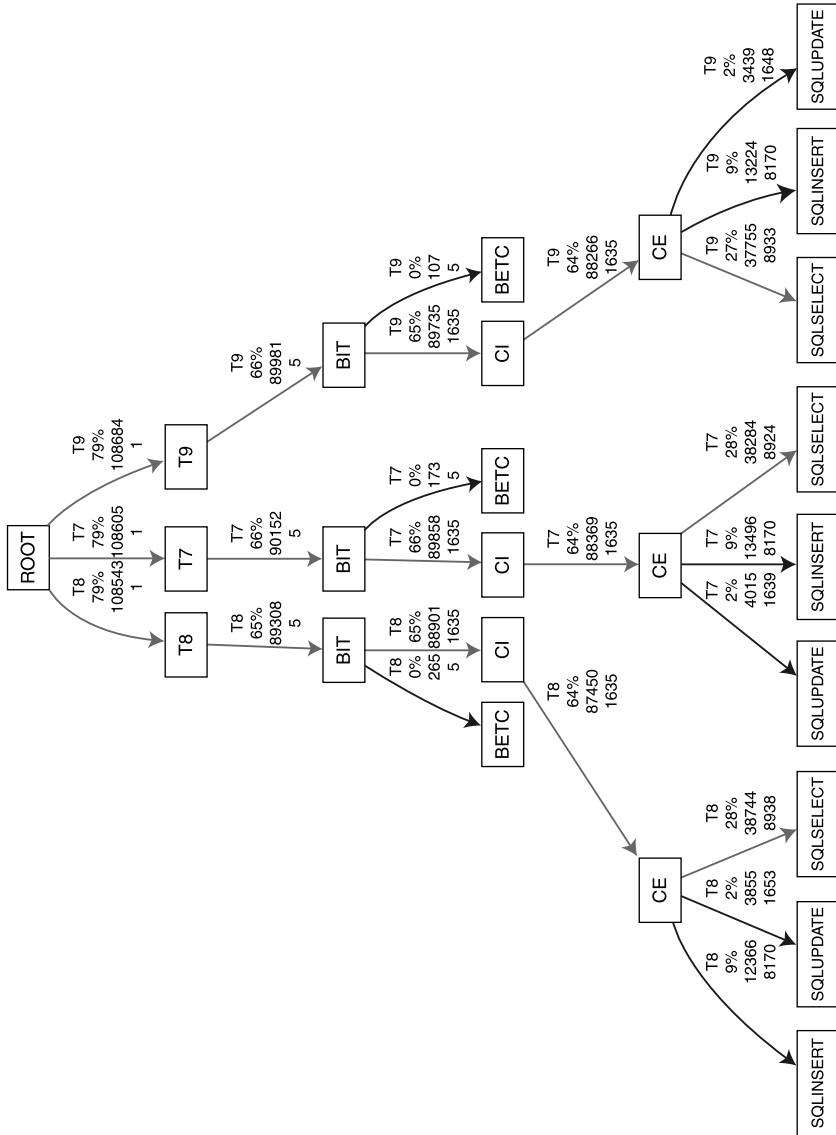 ROOT
T8
79%
108543
1
T7
79%
108605
1
T9
79%
108684
1
T8
T7
T9
T8
65%
89308
5
T7
66%
90152
5
T9
66%
89981
5
BIT
BIT
BIT
T8
0%
265
5
T8
65%
88901
1635
T7
66%
89858
1635
T7
0%
173
5
T9
65%
89735
1635
T9
0%
107
5
BETC
CI
CI
BETC
CI
BETC
T8
64%
87450
1635
T7
64%
88369
1635
T9
64%
88266
1635
CE
CE
CE
T8
9%
12366
8170
T8
2%
3855
1653
T8
28%
38744
8938
T7
2%
4015
1639
T7
9%
13496
8170
T7
28%
38284
8924
T9
27%
37755
8933
T9
9%
13224
8170
T9
2%
3439
1648
SQLINSERT
SQLUPDATE
SQLSELECT
SQLUPDATE
SQLINSERT
SQLSELECT
SQLSELECT
SQLINSERT
SQLUPDATE